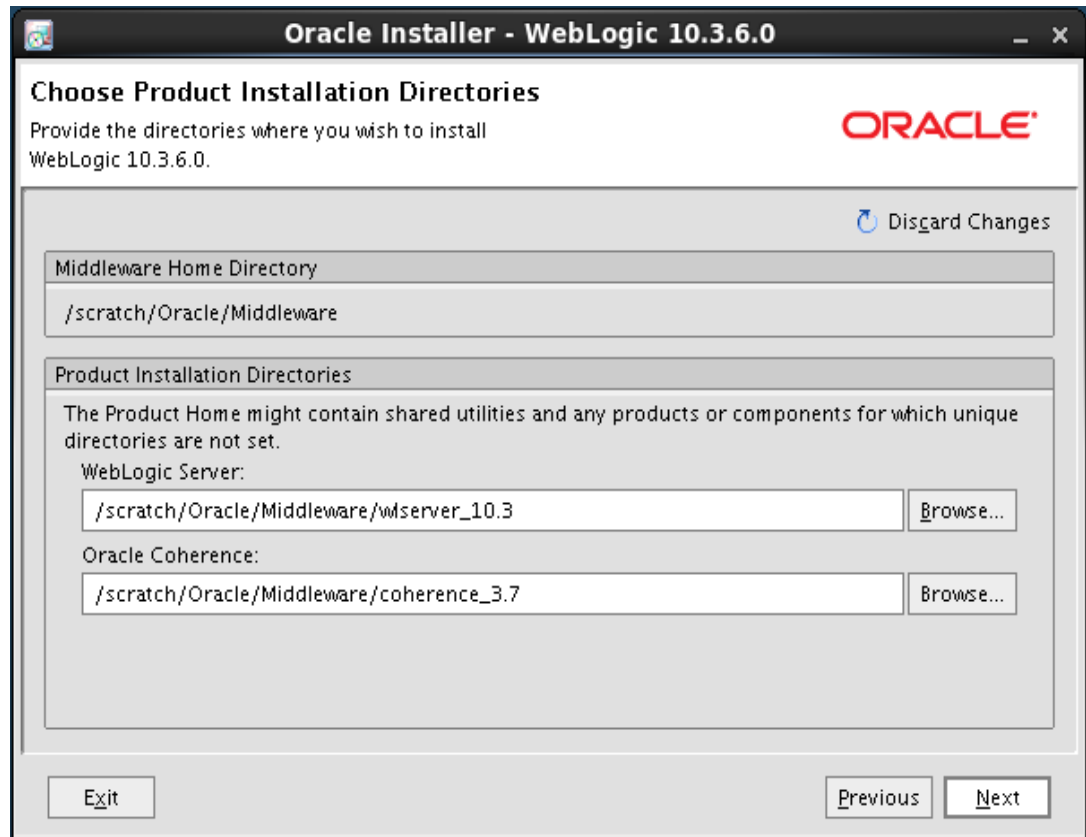 Oracle Installer - WebLogic 10.3.6.0
Choose Product Installation Directories
Provide the directories where you wish to install
WebLogic 10.3.6.0.
ORACLE
Discard Changes
Middleware Home Directory
/scratch/Oracle/Middleware
Product Installation Directories
The Product Home might contain shared utilities and any products or components for which unique
directories are not set.
WebLogic Server:
/scratch/Oracle/Middleware/wlserver_10.3
Browse...
Oracle Coherence:
/scratch/Oracle/Middleware/coherence_3.7
Browse...
Exit
Previous
Next